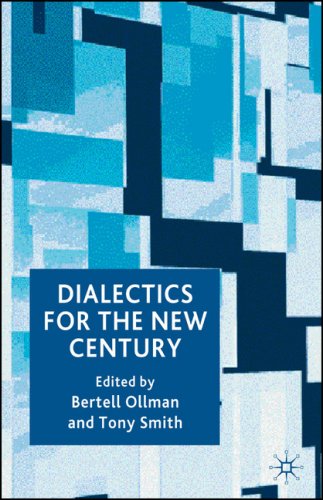 DIALECTICS
FOR THE NEW
CENTURY
Edited by
Bertell Ollman
and Tony Smith